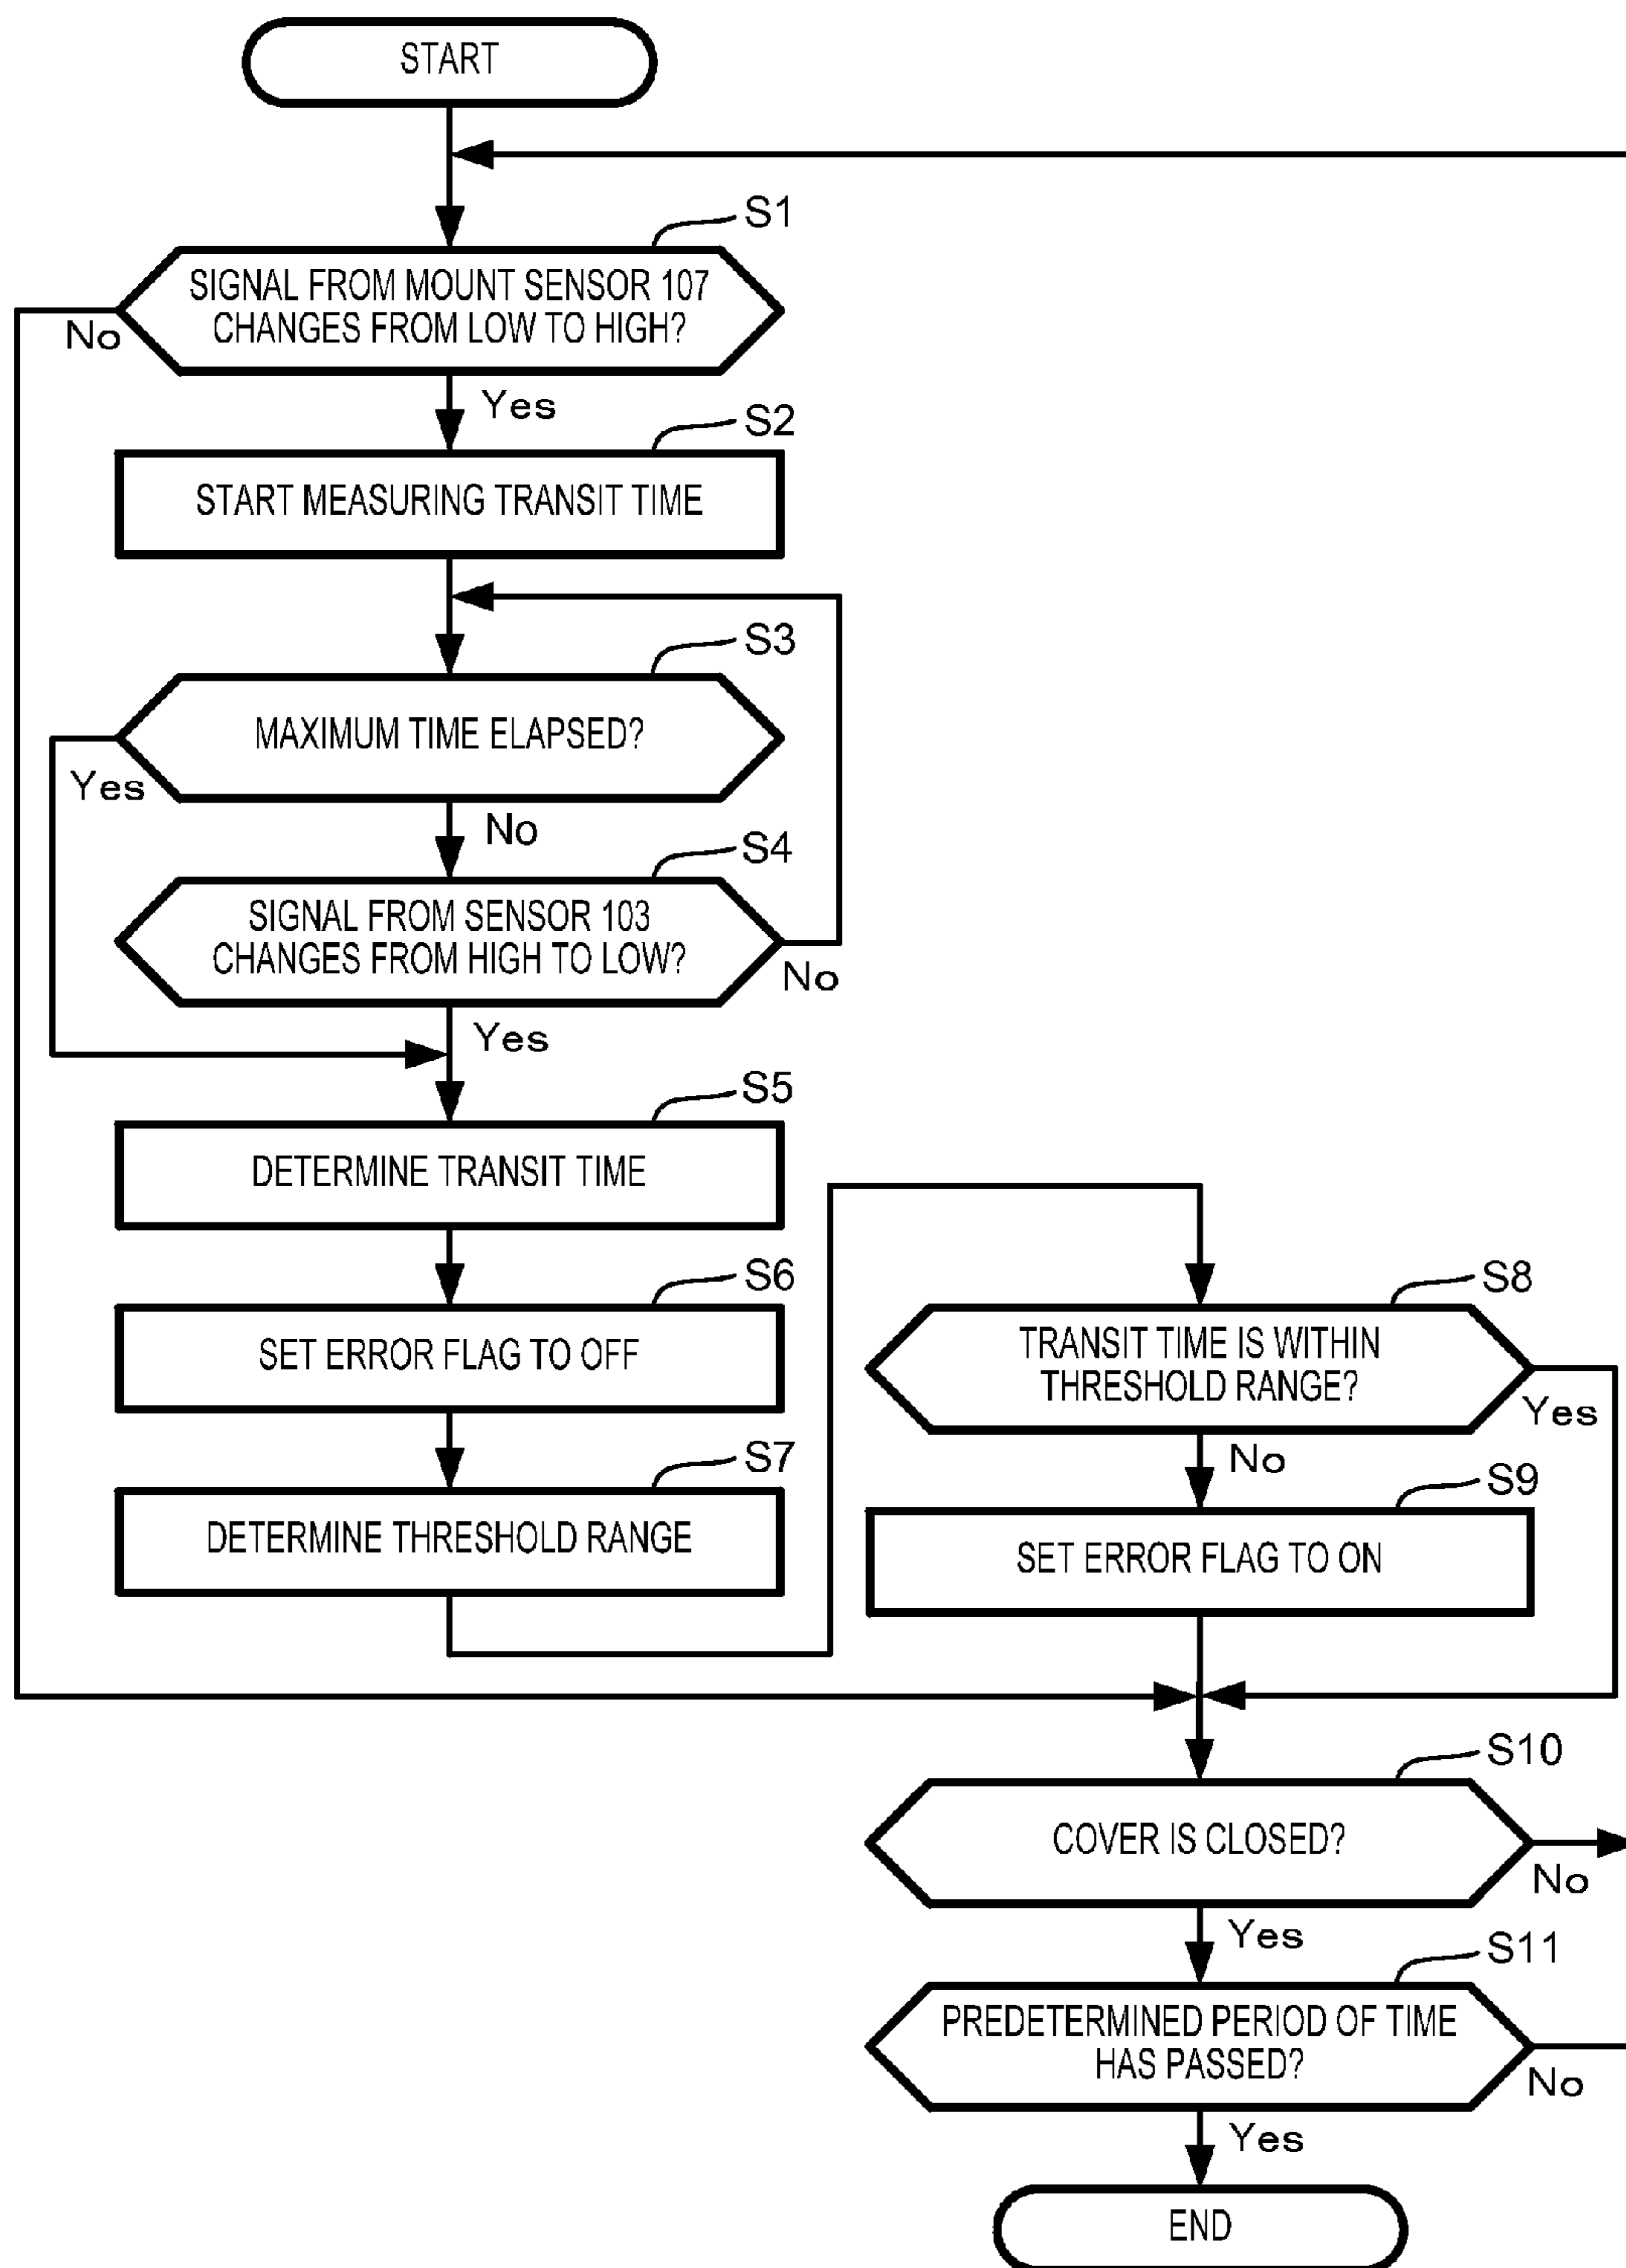 START
S1
SIGNAL FROM MOUNT SENSOR 107
CHANGES FROM LOW TO HIGH?
No
Yes
S2
START MEASURING TRANSIT TIME
S3
MAXIMUM TIME ELAPSED?
Yes
No
S4
SIGNAL FROM SENSOR 103
CHANGES FROM HIGH TO LOW?
No
Yes
S5
DETERMINE TRANSIT TIME
S6
SET ERROR FLAG TO OFF
S7
DETERMINE THRESHOLD RANGE
S8
TRANSIT TIME IS WITHIN
THRESHOLD RANGE?
Yes
No
S9
SET ERROR FLAG TO ON
S10
COVER IS CLOSED?
No
Yes
S11
PREDETERMINED PERIOD OF TIME
HAS PASSED?
No
Yes
END